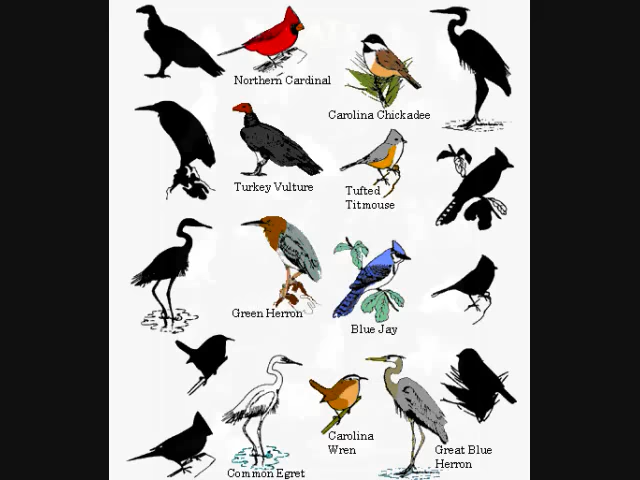 Northern Cardinal
Carolina Chickadee
Turkey Vulture
Tufted
Titmouse
Green Herron
Blue Jay
Carolina
Wren
Great Blue
Herron
Common Egret